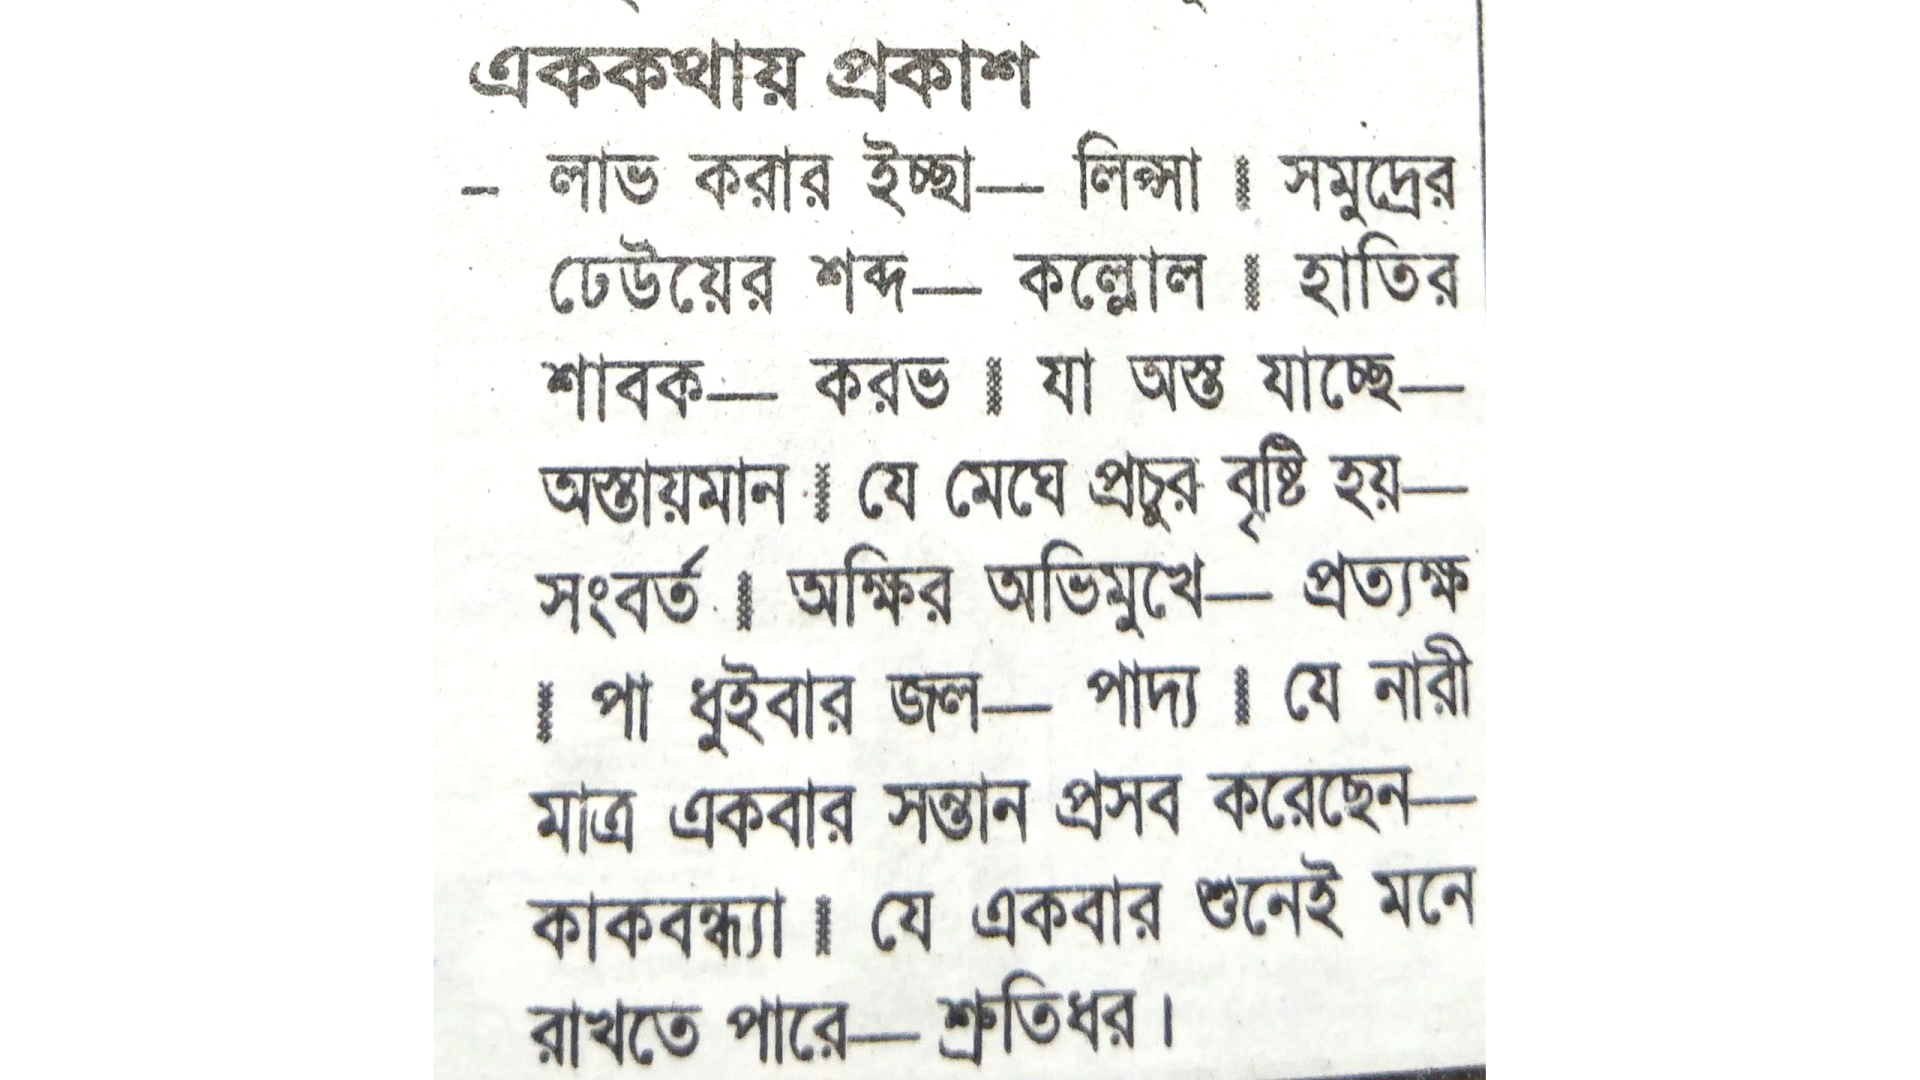 এককথায় প্রকাশ
– লাভ করার ইচ্ছা— লিপ্সা ⁞ সমুদ্রের
ঢেউয়ের শব্দ— কল্লোল ⁞ হাতির
শাবক— করভ ⁞ যা অস্ত যাচ্ছে—
অস্তায়মান ⁞ যে মেঘে প্রচুর বৃষ্টি হয়—
সংবর্ত ⁞ অক্ষির অভিমুখে— প্রত্যক্ষ
⁞ পা ধুইবার জল— পাদ্য ⁞ যে নারী
মাত্র একবার সন্তান প্রসব করেছেন—
কাকবন্ধ্যা ⁞ যে একবার শুনেই মনে
রাখতে পারে— শ্রুতিধর।